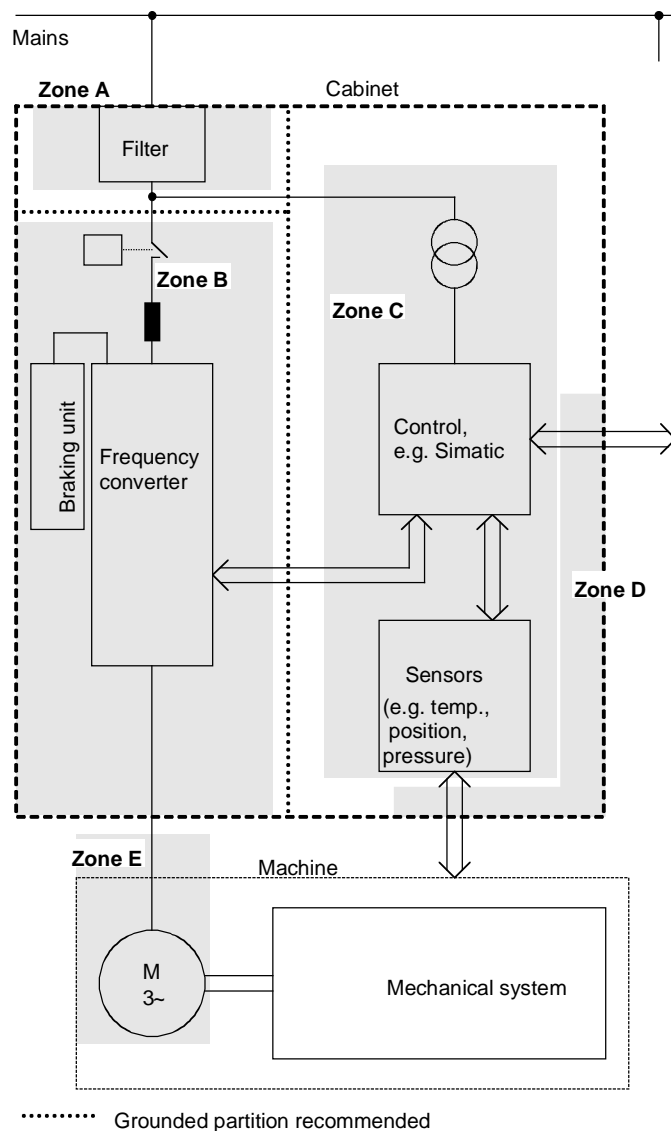 Mains
Zone A
Cabinet
Filter
Zone B
Zone C
Braking unit
Frequency
converter
Control,
e.g. Simatic
Zone D
Sensors
(e.g. temp.,
position,
pressure)
Zone E
Machine
M
3~
Mechanical system
Grounded partition recommended